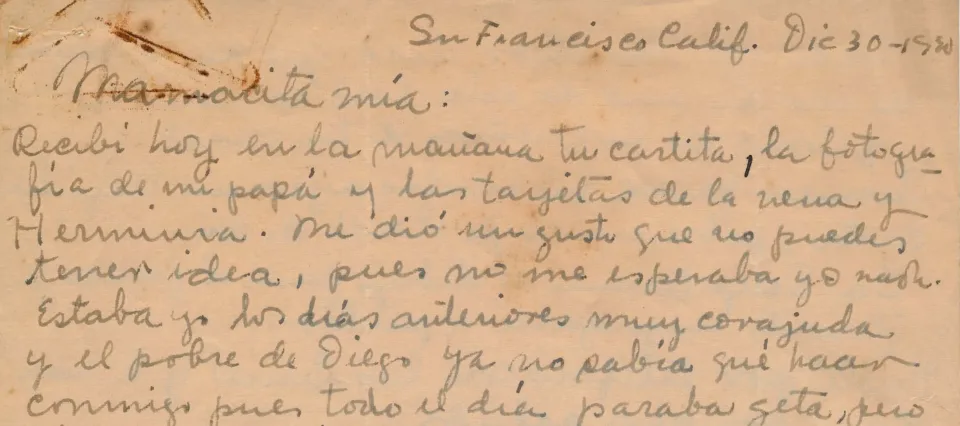 Sn Francisco Calif. Dic 30-1930
Mamacita mía:
Recibí hoy en la mañana tu cartita, la fotogra-
fía de mi papá y las tarjetas de la nena y
Herminia. Me dió un gusto que no puedes
tener idea, pues no me esperaba yo nada.
Estaba yo los días anteriores muy corajuda
y el pobre de Diego ya no sabía qué hacer
conmigo pues todo el día paraba geta, pero